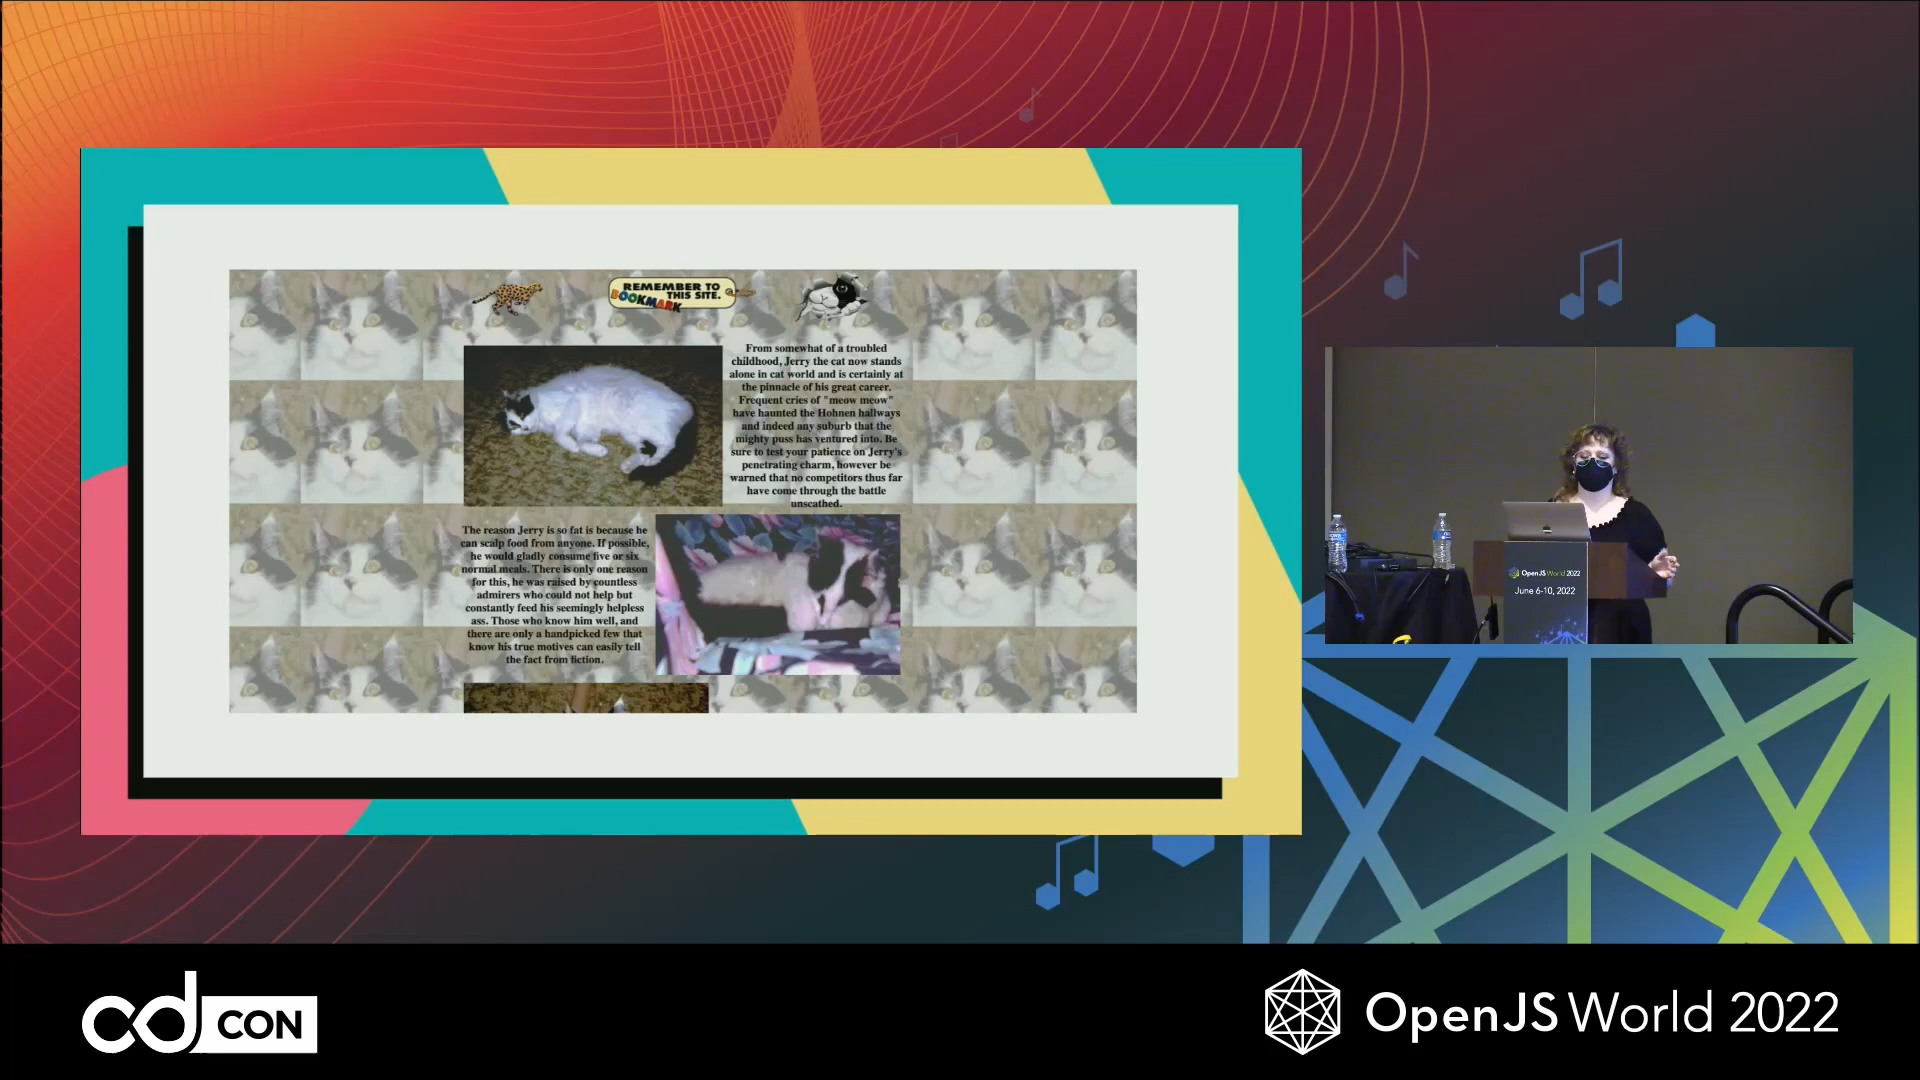 REMEMBER TO
BOOKMARK THIS SITE.
From somewhat of a troubled
childhood, Jerry the cat now stands
alone in cat world and is certainly at
the pinnacle of his great career.
Frequent cries of "meow meow"
have haunted the Hohnen hallways
and indeed any suburb that the
mighty puss has ventured into. Be
sure to test your patience on Jerry's
penetrating charm, however be
warned that no competitors thus far
have come through the battle
unscathed.
The reason Jerry is so fat is because he
can scalp food from anyone. If possible,
he would gladly consume five or six
normal meals. There is only one reason
for this, he was raised by countless
admirers who could not help but
constantly feed his seemingly helpless
ass. Those who know him well, and
there are only a handpicked few that
know his true motives can easily tell
the fact from fiction.
OpenJS World 2022
June 6-10, 2022
cd CON
OpenJS World 2022